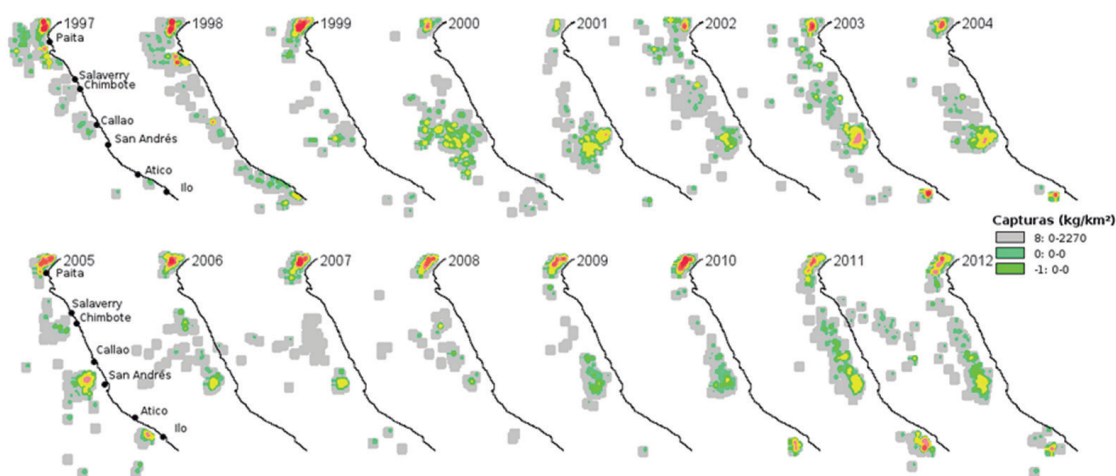 1997 1998 1999 2000 2001 2002 2003 2004
Paita
Salaverry
Chimbote
Callao
San Andrés
Atico
Ilo
Capturas (kg/km²)
8: 0-2270
0: 0-0
-1: 0-0
2005 2006 2007 2008 2009 2010 2011 2012
Paita
Salaverry
Chimbote
Callao
San Andrés
Atico
Ilo